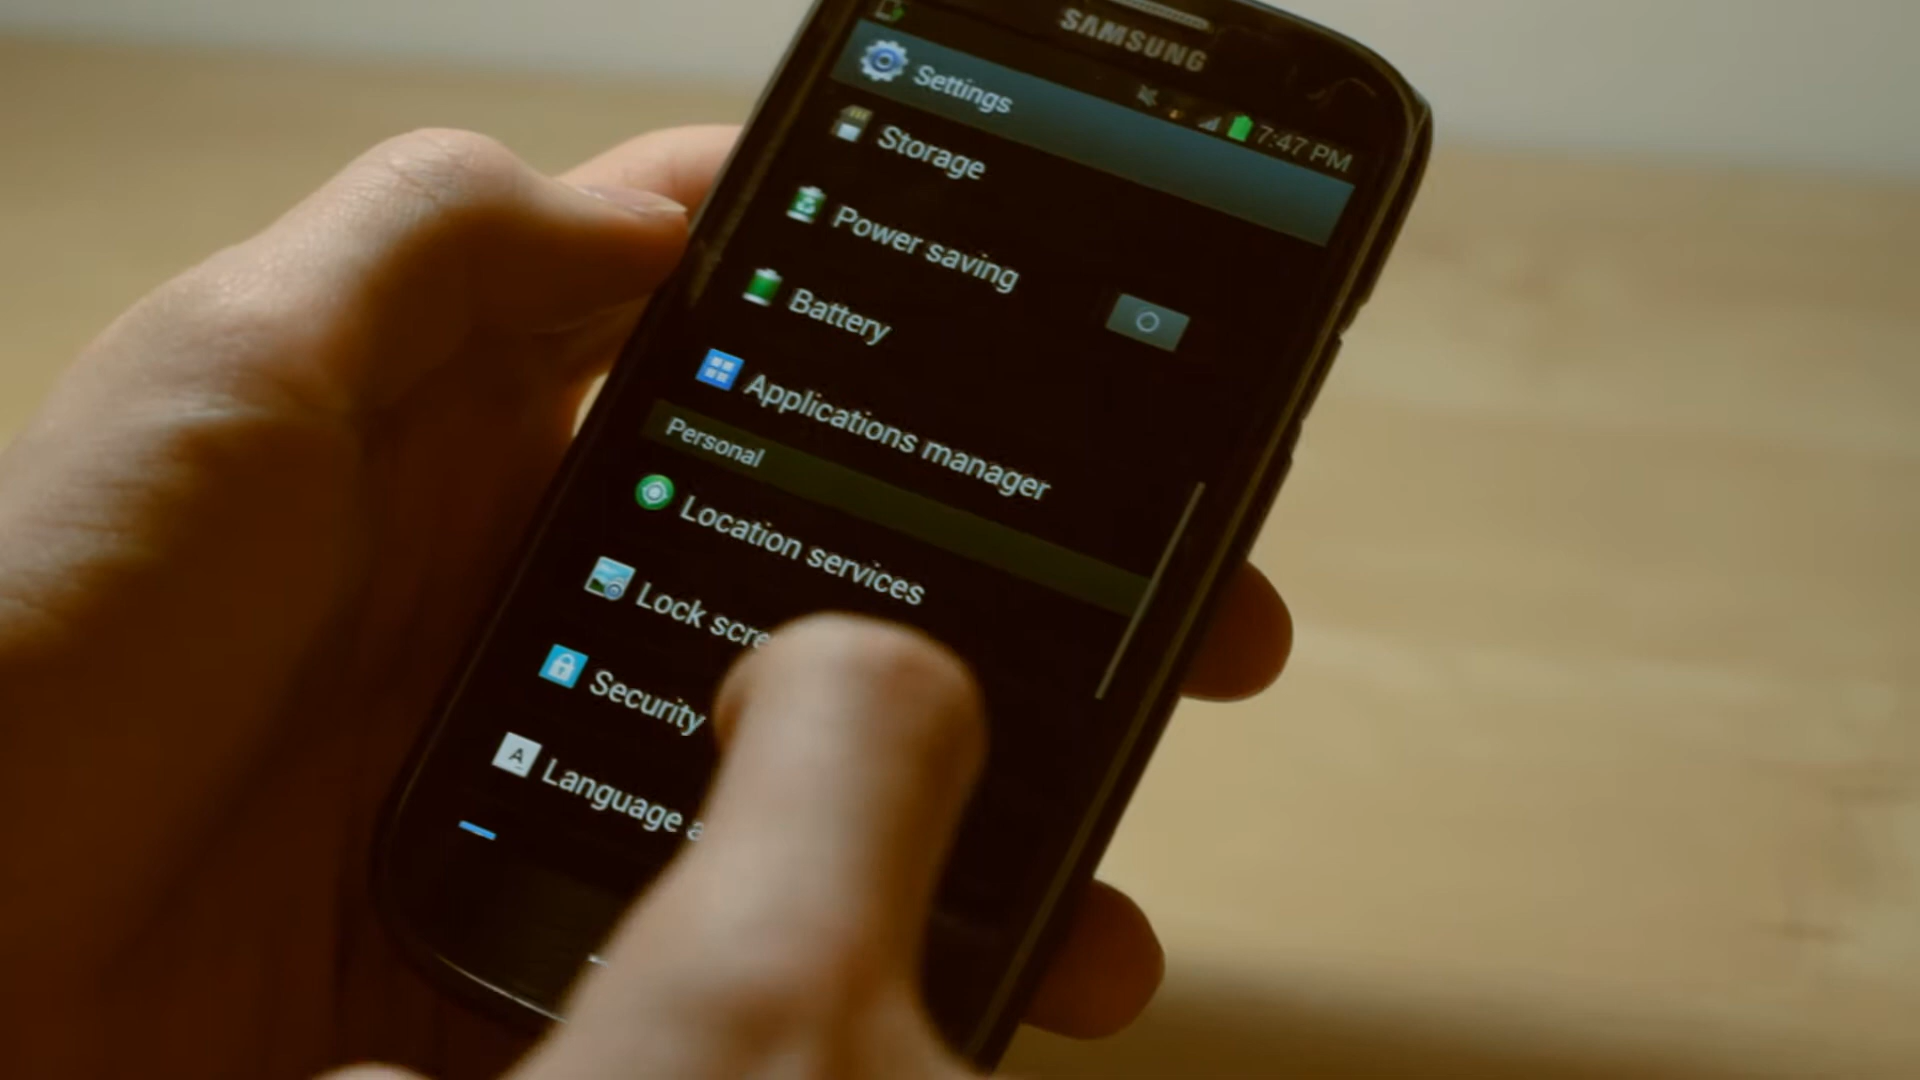 SAMSUNG
7:47 PM
Settings
Storage
Power saving
Battery
Applications manager
Personal
Location services
Lock scre
Security
Language a